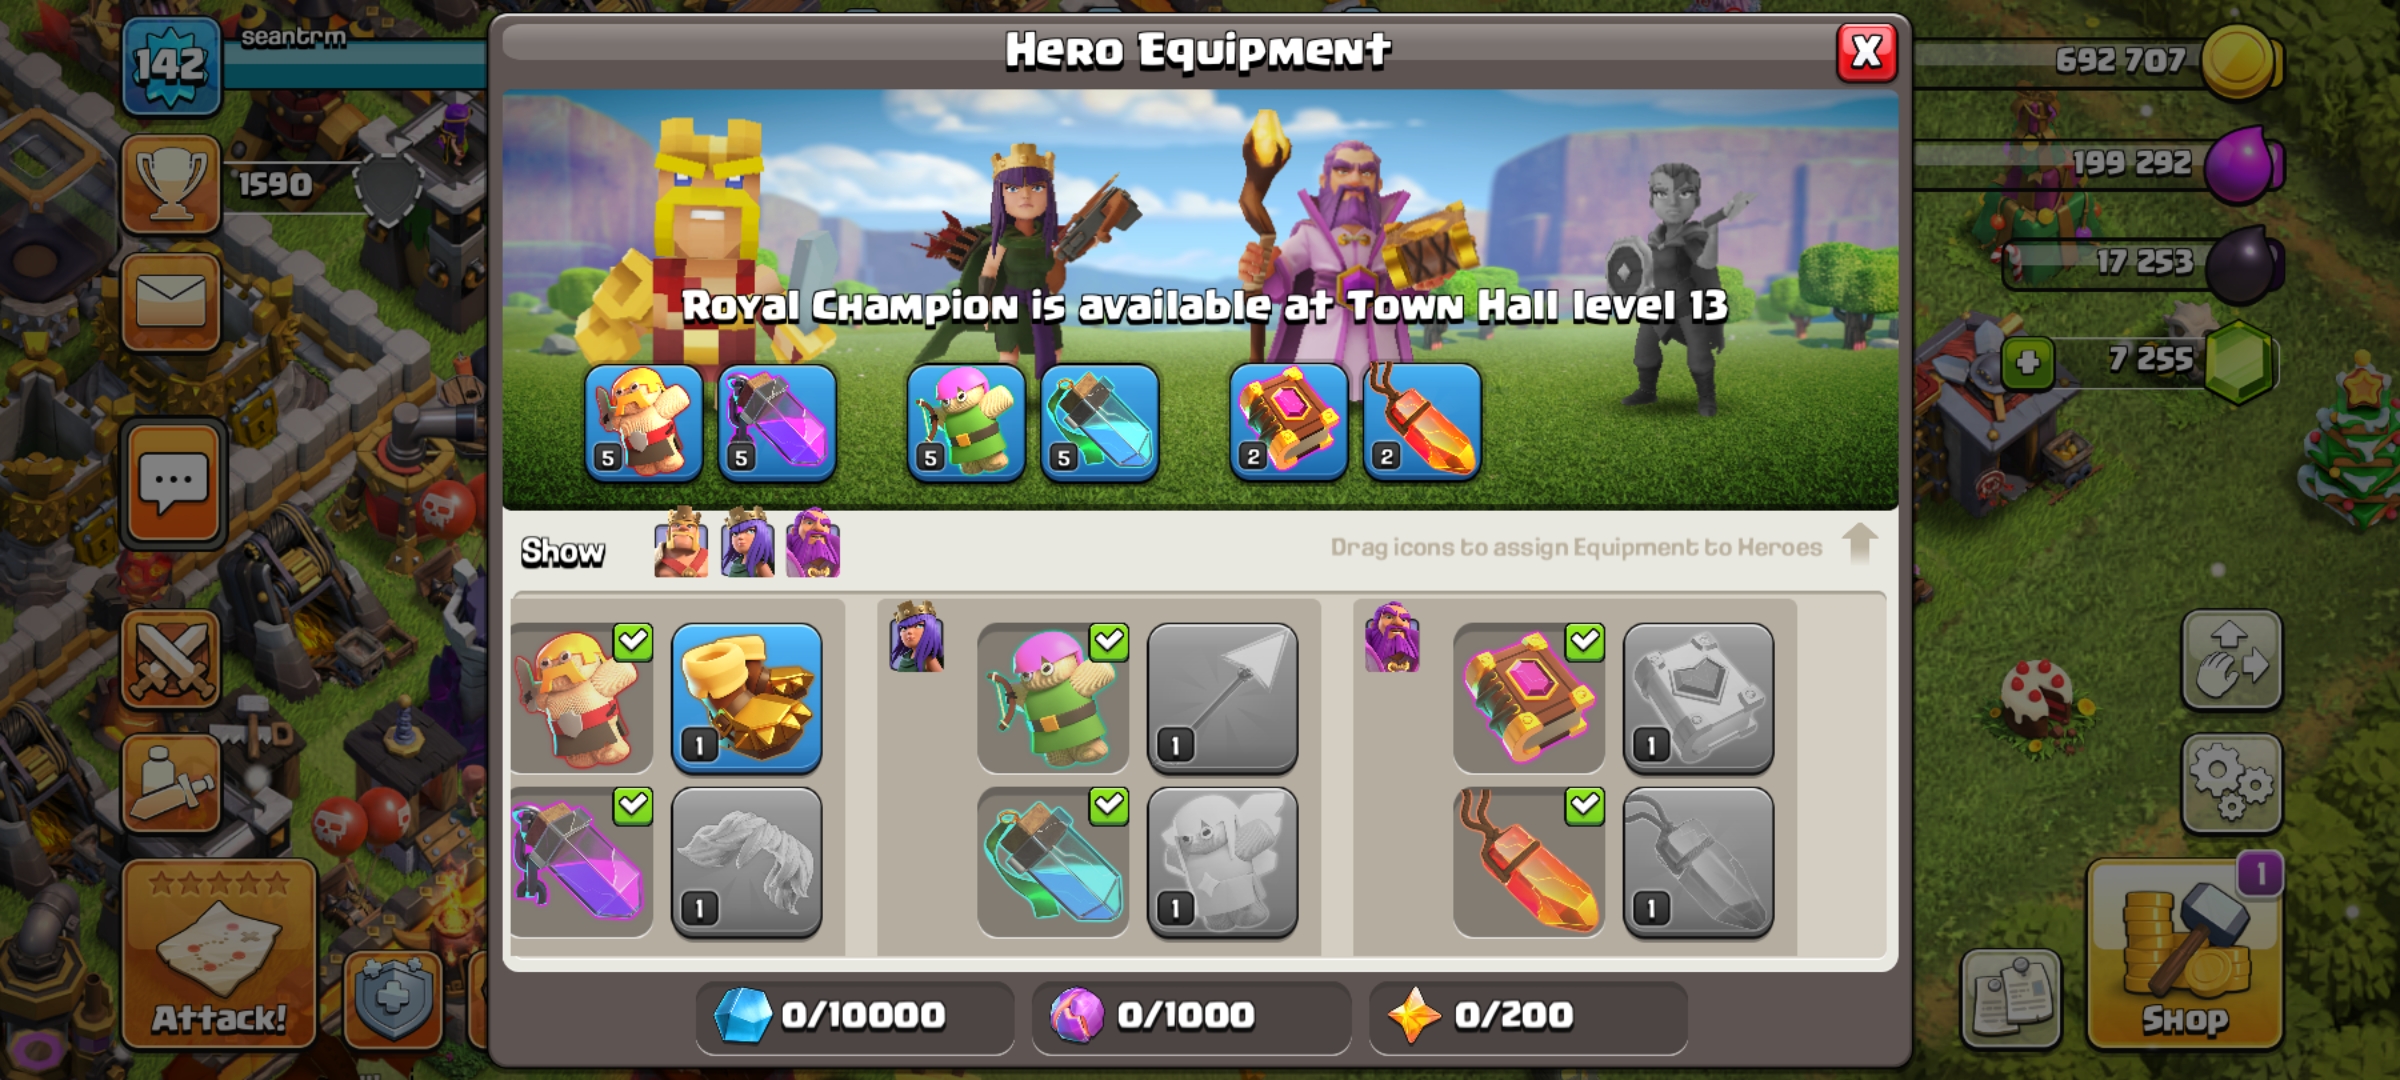 142
seantrm
Hero Equipment
X
692 707
1590
199 292
17 253
7 255
Royal Champion is available at Town Hall level 13
5
5
5
5
2
2
Show
Drag icons to assign Equipment to Heroes
1
1
1
1
1
1
1
Attack!
Shop
0/10000
0/1000
0/200